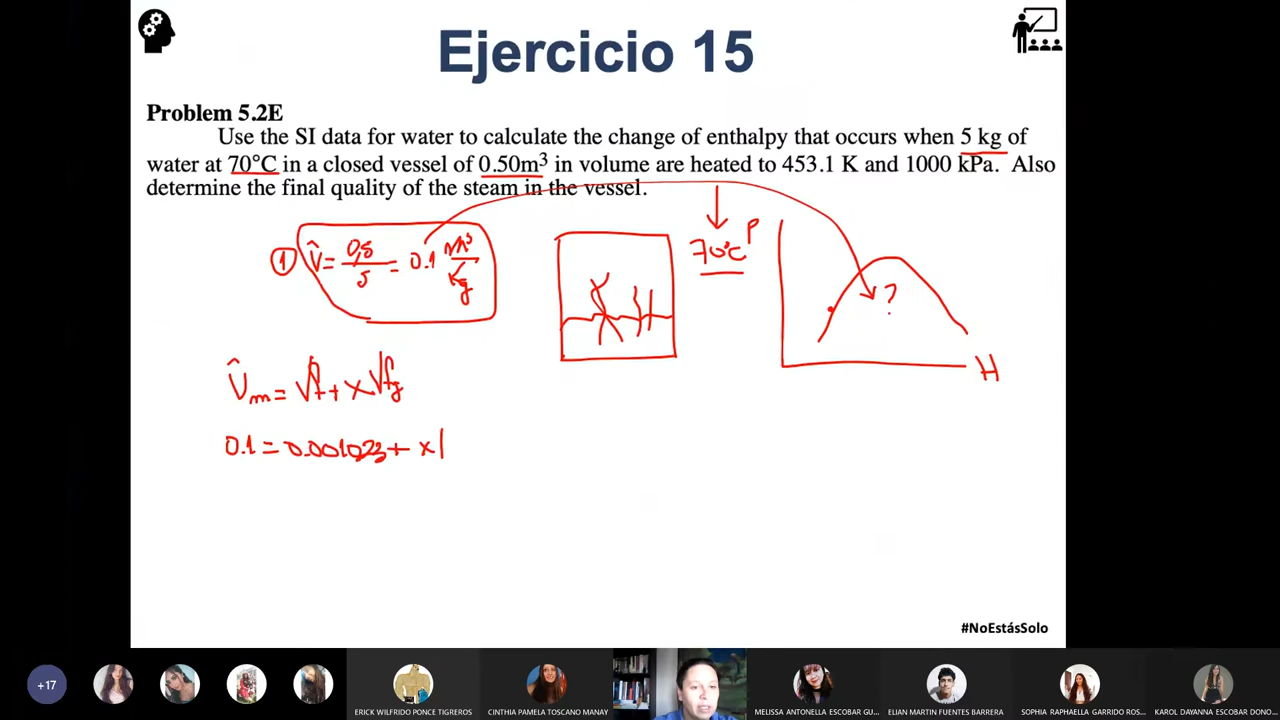 Ejercicio 15
Problem 5.2E
Use the SI data for water to calculate the change of enthalpy that occurs when 5 kg of
water at 70°C in a closed vessel of 0.50m³ in volume are heated to 453.1 K and 1000 kPa. Also
determine the final quality of the steam in the vessel.
① V̂ = 0,5 / 5 = 0.1 m³/kg
70°C
P
?
H
V̂m = Vf + x Vfg
0.1 = 0.001023 + x
#NoEstásSolo
+17
ERICK WILFRIDO PONCE TIGREROS
CINTHIA PAMELA TOSCANO MANAY
MELISSA ANTONELLA ESCOBAR GU...
ELIAN MARTIN FUENTES BARRERA
SOPHIA RAPHAELLA GARRIDO ROS...
KAROL DAYANNA ESCOBAR DONO...